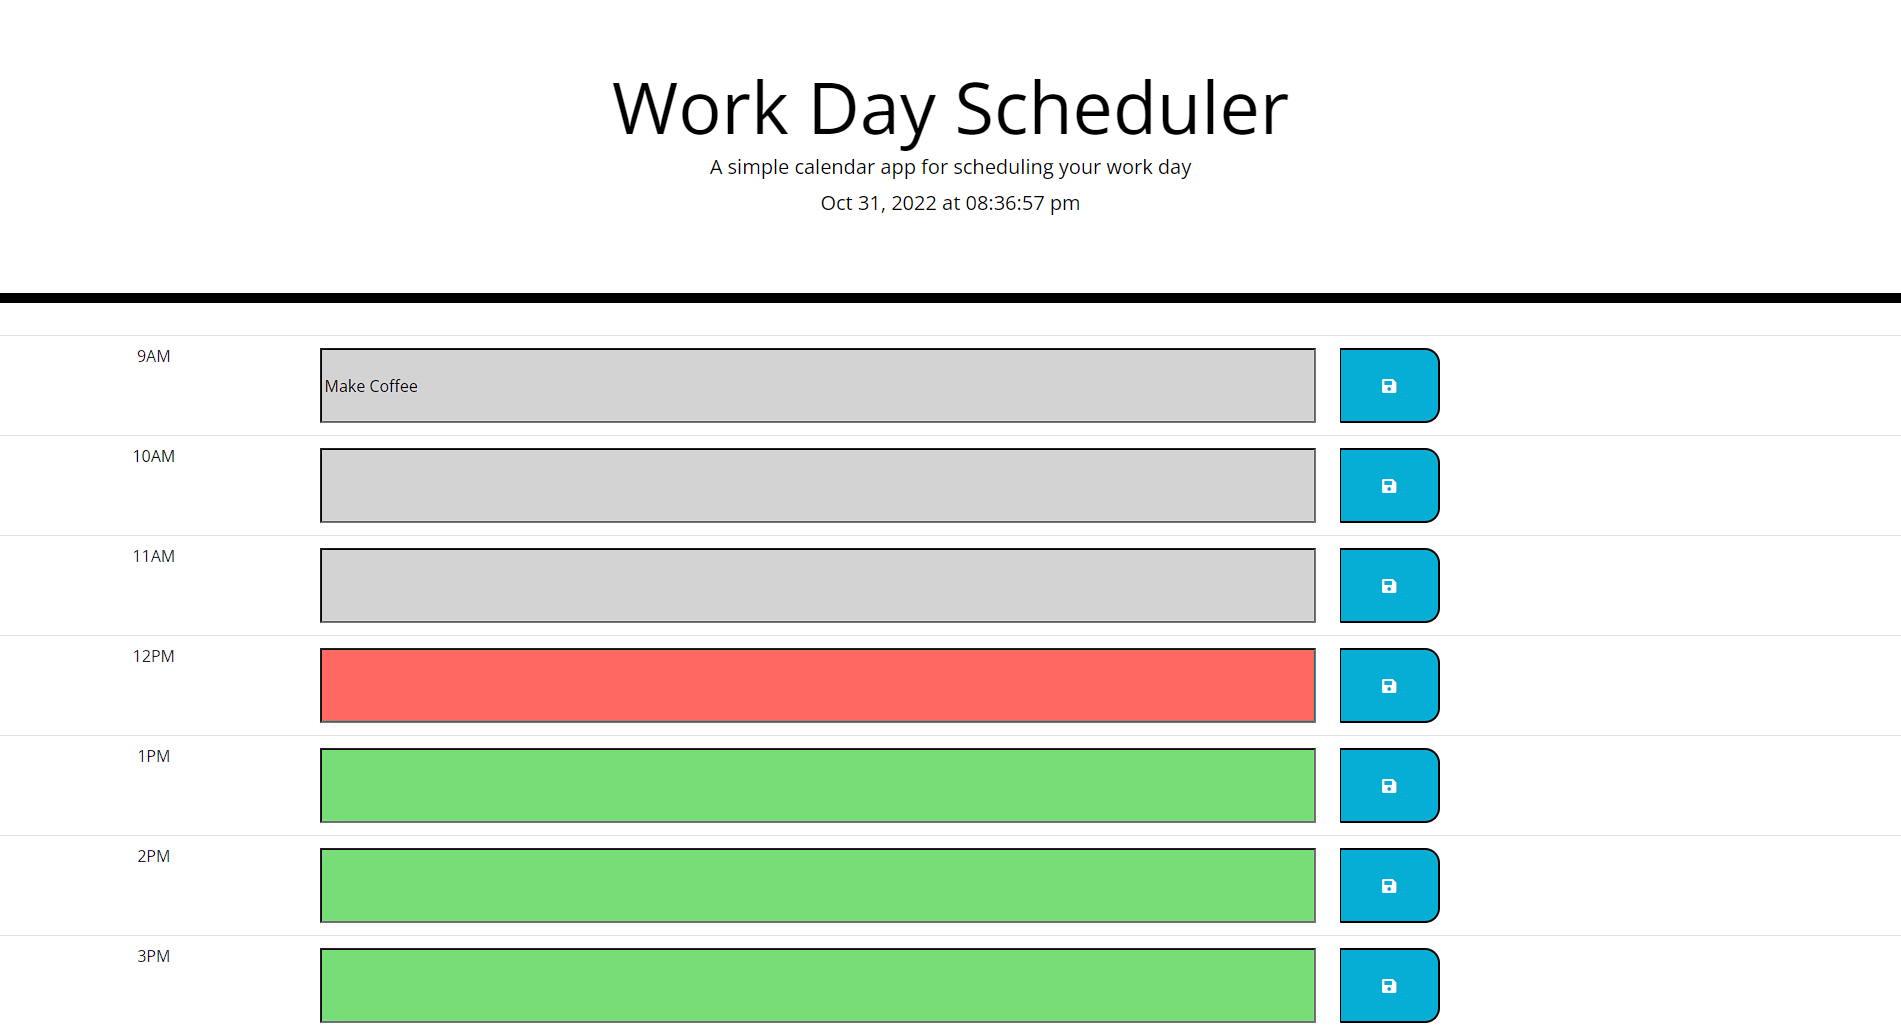 Work Day Scheduler
A simple calendar app for scheduling your work day
Oct 31, 2022 at 08:36:57 pm
9AM
Make Coffee
10AM
11AM
12PM
1PM
2PM
3PM